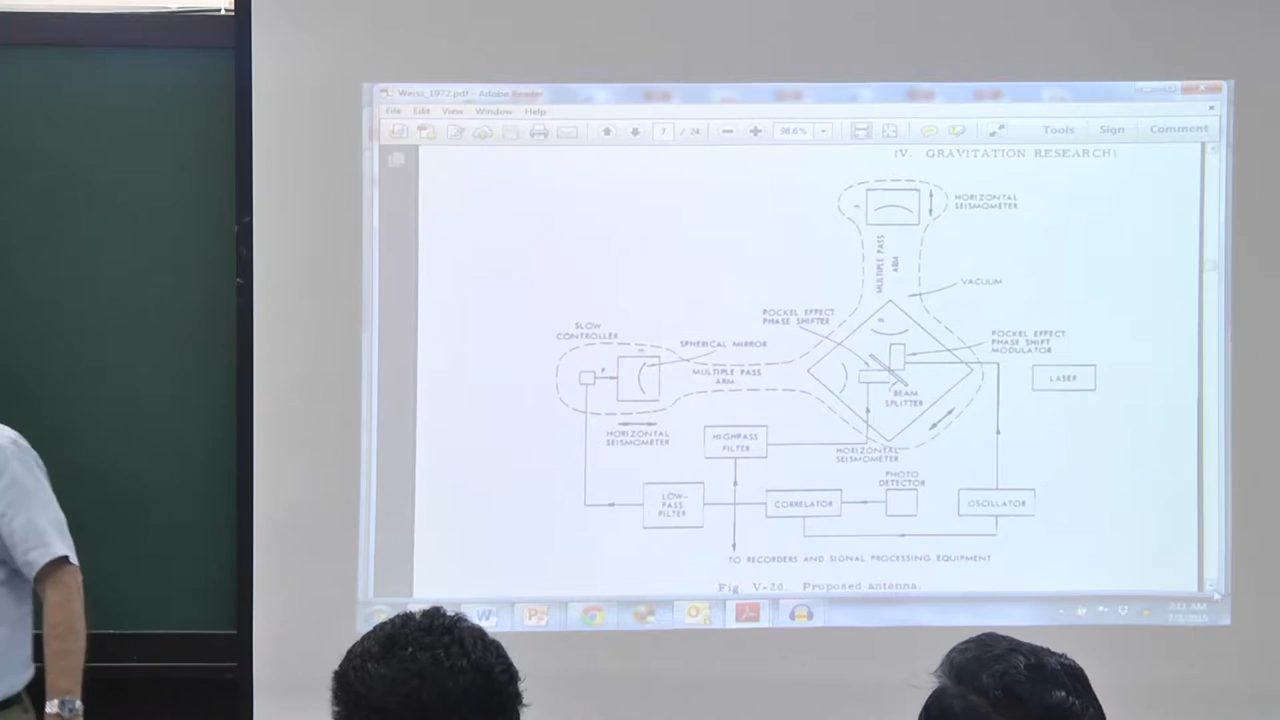 Weiss_1972.pdf - Adobe Reader
File Edit View Window Help
7 / 24 98.6% Tools Sign Comment
(V. GRAVITATION RESEARCH)
HORIZONTAL
SEISMOMETER
MULTIPLE PASS
ARM
VACUUM
POCKEL EFFECT
PHASE SHIFTER
SLOW
CONTROLLER
SPHERICAL MIRROR
POCKEL EFFECT
PHASE SHIFT
MODULATOR
MULTIPLE PASS
ARM
LASER
BEAM
SPLITTER
HORIZONTAL
SEISMOMETER
HIGHPASS
FILTER
HORIZONTAL
SEISMOMETER
PHOTO
DETECTOR
LOW-
PASS
FILTER
CORRELATOR
OSCILLATOR
TO RECORDERS AND SIGNAL PROCESSING EQUIPMENT
Fig. V-20. Proposed antenna.